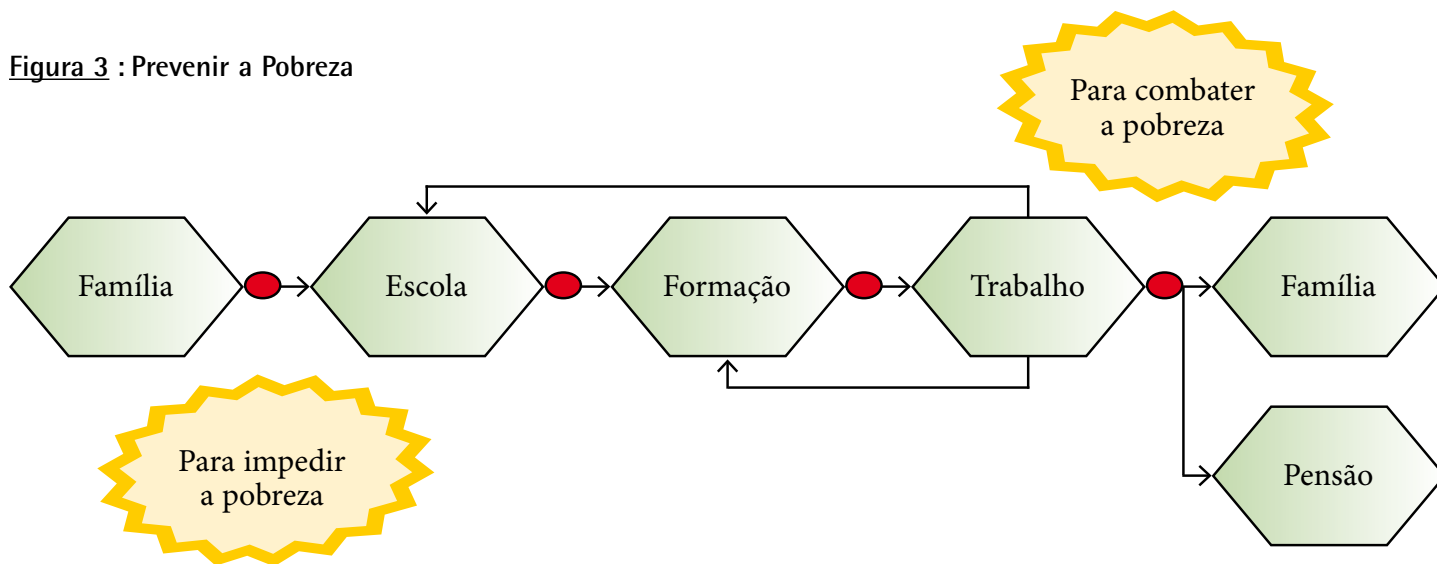 Figura 3 : Prevenir a Pobreza
Para combater
a pobreza
Família
Escola
Formação
Trabalho
Família
Para impedir
a pobreza
Pensão